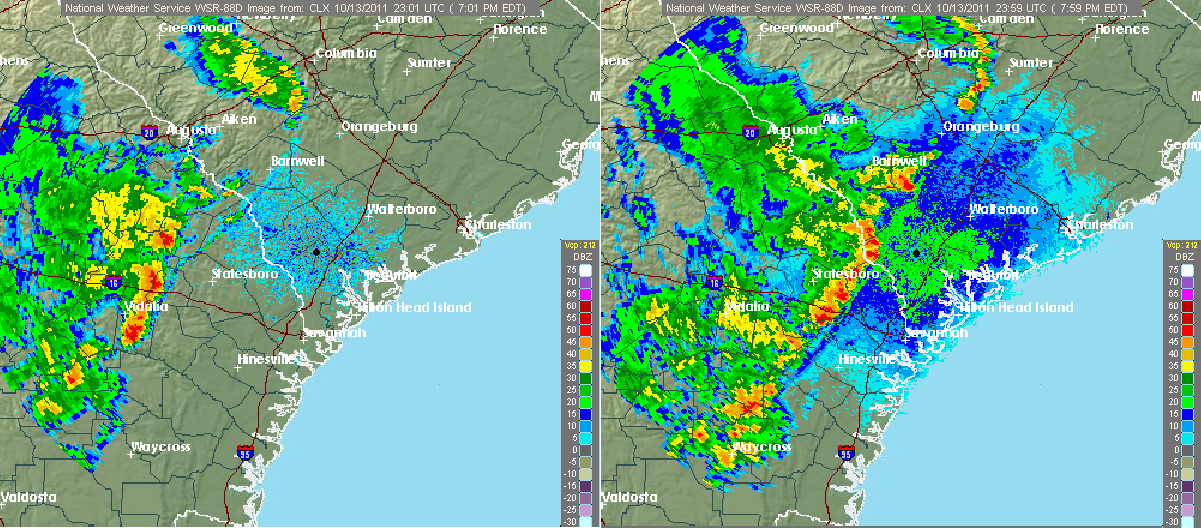 National Weather Service WSR-88D Image from: CLX 10/13/2011 23:01 UTC ( 7:01 PM EDT)
Newberry
Camden
Greenwood
Florence
Columbia
hens
Sumter
M
20
Augusta
Aiken
Orangeburg
Georg
Barnwell
Walterboro
Charleston
Vcp: 212
DBZ
Statesboro
Beaufort
16
Vidalia
Hilton Head Island
Savannah
Hinesville
Waycross
95
Valdosta
75
70
65
60
55
50
45
40
35
30
25
20
15
10
5
0
-5
-10
-15
-20
-25
-30
National Weather Service WSR-88D Image from: CLX 10/13/2011 23:59 UTC ( 7:59 PM EDT)
Camden
Greenwood
Florence
Columbia
hens
Sumter
M
20
Augusta
Aiken
Orangeburg
Georg
Barnwell
Walterboro
Charleston
Vcp: 212
DBZ
Statesboro
16
Vidalia
Hilton Head Island
Savannah
Hinesville
Waycross
95
Valdosta
75
70
65
60
55
50
45
40
35
30
25
20
15
10
5
0
-5
-10
-15
-20
-25
-30